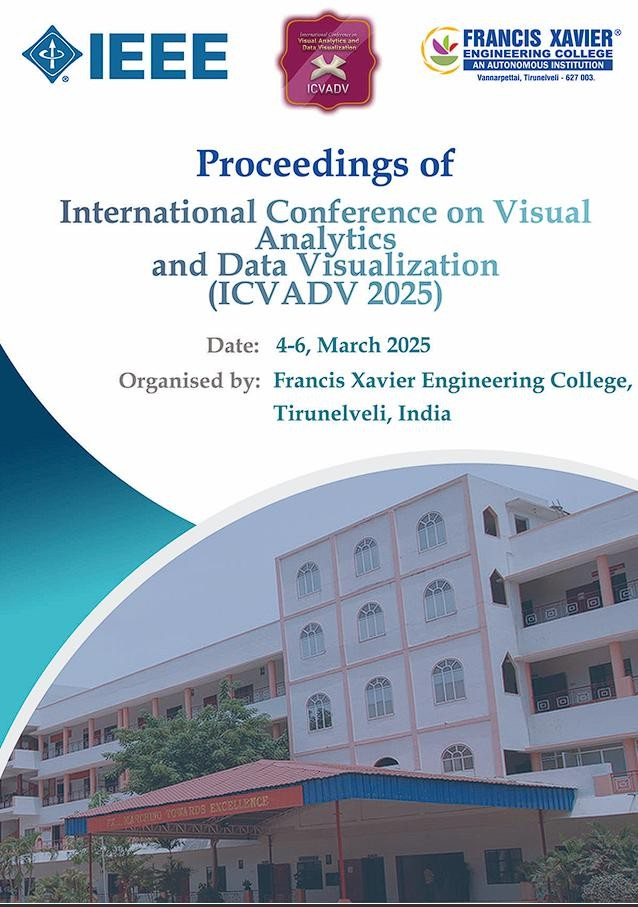 IEEE
International Conference on
Visual Analytics and
Data Visualization
ICVADV
FRANCIS XAVIER®
ENGINEERING COLLEGE
AN AUTONOMOUS INSTITUTION
Vannarpettai, Tirunelveli - 627 003.
Proceedings of
International Conference on Visual
Analytics
and Data Visualization
(ICVADV 2025)
Date: 4-6, March 2025
Organised by: Francis Xavier Engineering College,
Tirunelveli, India
MARCHING TOWARDS EXCELLENCE